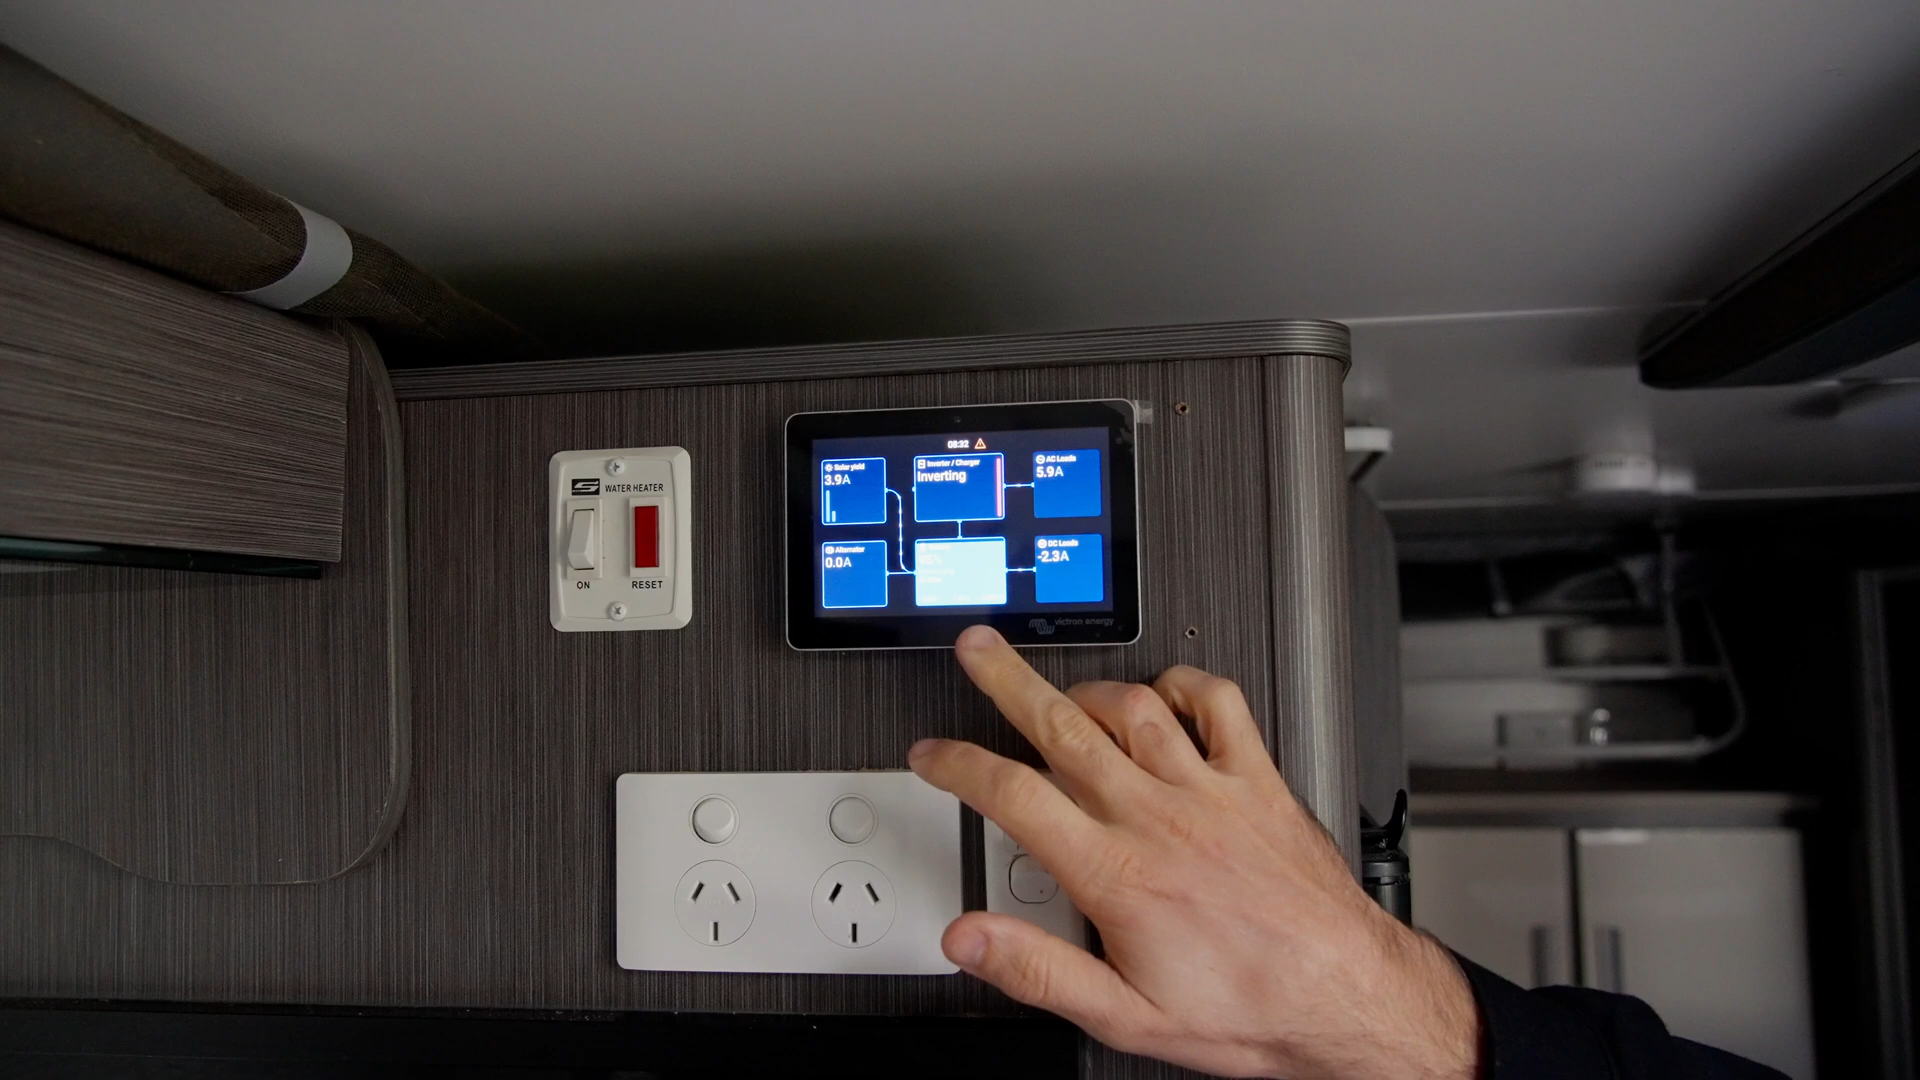 WATER HEATER
ON
RESET
08:32
Solar yield
3.9A
Inverter / Charger
Inverting
AC Loads
5.9A
Alternator
0.0A
DC Loads
-2.3A
victron energy